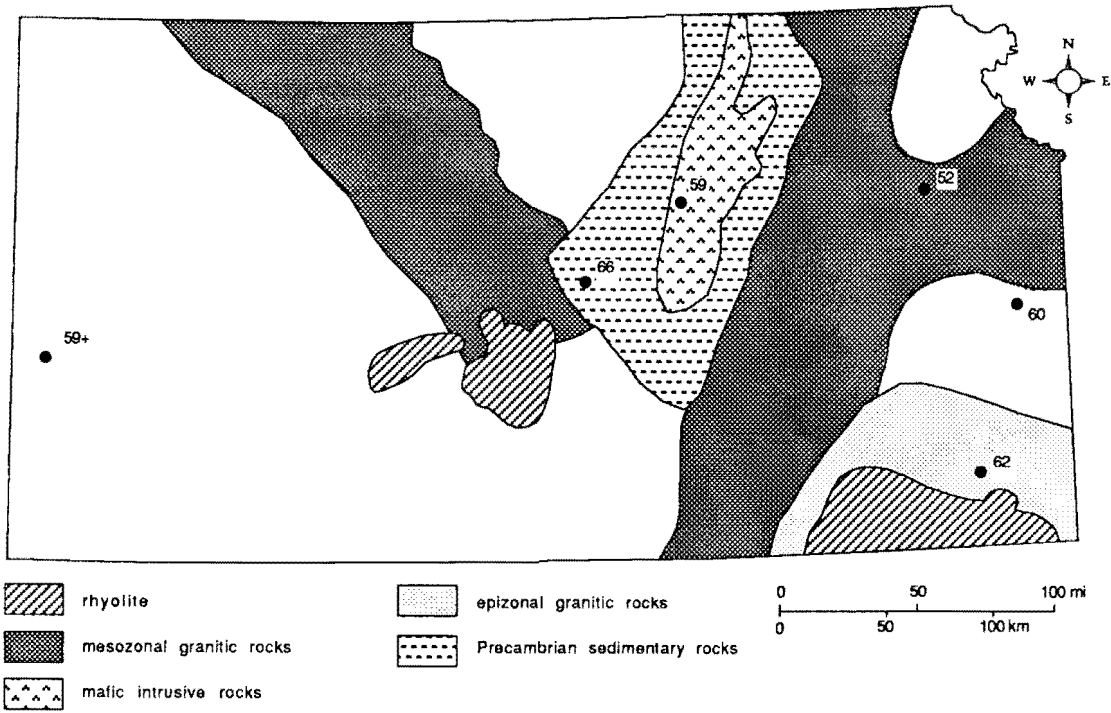 N
W E
S
52
59
66
60
59+
62
rhyolite
mesozonal granitic rocks
mafic intrusive rocks
epizonal granitic rocks
Precambrian sedimentary rocks
0 50 100 mi
0 50 100 km